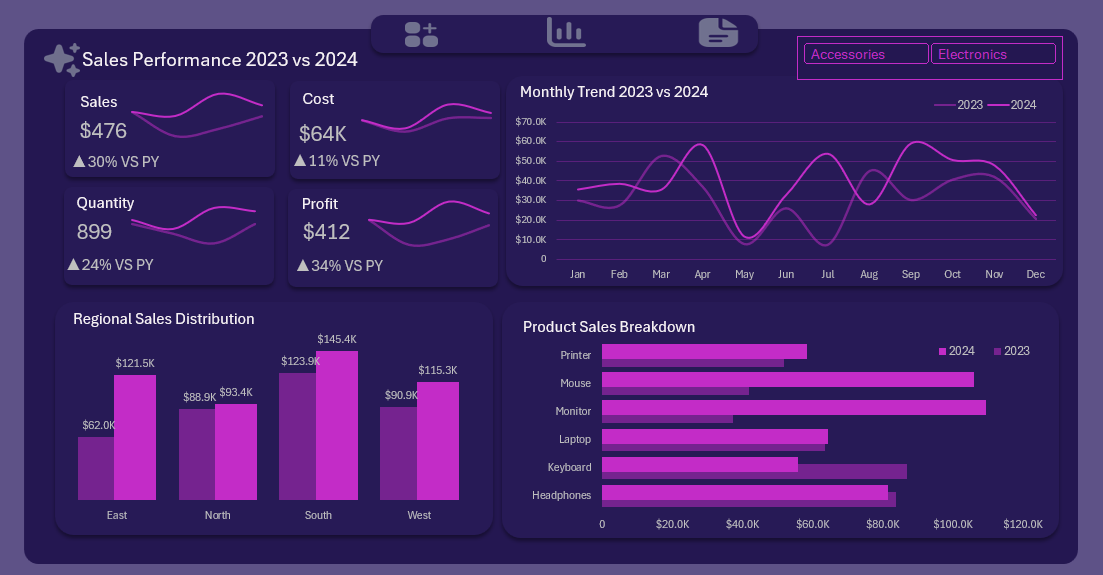 Sales Performance 2023 vs 2024
Accessories
Electronics
Sales
$476
▲30% VS PY
Cost
$64K
▲11% VS PY
Quantity
899
▲24% VS PY
Profit
$412
▲34% VS PY
Monthly Trend 2023 vs 2024
2023 2024
$70.0K
$60.0K
$50.0K
$40.0K
$30.0K
$20.0K
$10.0K
0
Jan Feb Mar Apr May Jun Jul Aug Sep Oct Nov Dec
Regional Sales Distribution
$62.0K $121.5K $88.9K $93.4K $123.9K $145.4K $90.9K $115.3K
East North South West
Product Sales Breakdown
2024 2023
Printer
Mouse
Monitor
Laptop
Keyboard
Headphones
0 $20.0K $40.0K $60.0K $80.0K $100.0K $120.0K